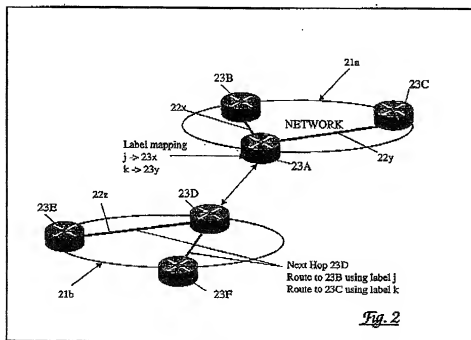 21a
23B
23C
22x
NETWORK
Label mapping
j -> 23x
k -> 23y
23A
22y
23D
22z
23E
Next Hop 23D
Route to 23B using label j
Route to 23C using label k
21b
23F
Fig. 2